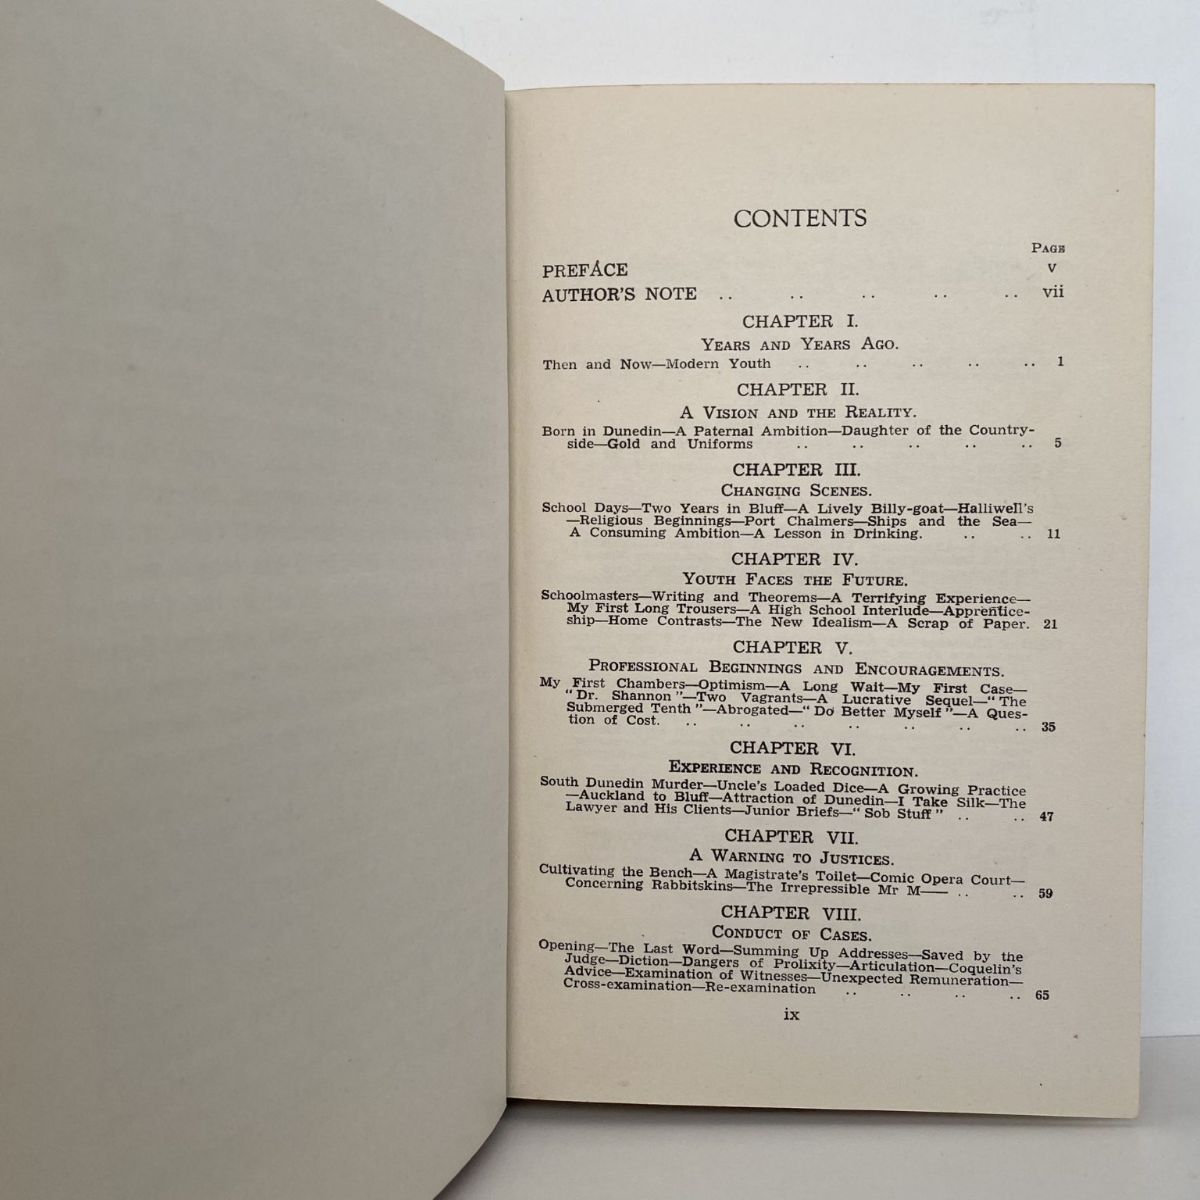 CONTENTS
PAGE
PREFACE v
AUTHOR'S NOTE .. .. .. .. .. vii
CHAPTER I.
YEARS AND YEARS AGO.
Then and Now—Modern Youth .. .. .. .. .. 1
CHAPTER II.
A VISION AND THE REALITY.
Born in Dunedin—A Paternal Ambition—Daughter of the Country-
side—Gold and Uniforms .. .. .. .. .. 5
CHAPTER III.
CHANGING SCENES.
School Days—Two Years in Bluff—A Lively Billy-goat—Halliwell's
—Religious Beginnings—Port Chalmers—Ships and the Sea—
A Consuming Ambition—A Lesson in Drinking. .. .. 11
CHAPTER IV.
YOUTH FACES THE FUTURE.
Schoolmasters—Writing and Theorems—A Terrifying Experience—
My First Long Trousers—A High School Interlude—Apprentice-
ship—Home Contrasts—The New Idealism—A Scrap of Paper. 21
CHAPTER V.
PROFESSIONAL BEGINNINGS AND ENCOURAGEMENTS.
My First Chambers—Optimism—A Long Wait—My First Case—
"Dr. Shannon"—Two Vagrants—A Lucrative Sequel—"The
Submerged Tenth"—Abrogated—"Do Better Myself"—A Ques-
tion of Cost. .. .. .. .. .. .. .. 35
CHAPTER VI.
EXPERIENCE AND RECOGNITION.
South Dunedin Murder—Uncle's Loaded Dice—A Growing Practice
—Auckland to Bluff—Attraction of Dunedin—I Take Silk—The
Lawyer and His Clients—Junior Briefs—"Sob Stuff" .. .. 47
CHAPTER VII.
A WARNING TO JUSTICES.
Cultivating the Bench—A Magistrate's Toilet—Comic Opera Court—
Concerning Rabbitskins—The Irrepressible Mr M—— .. .. 59
CHAPTER VIII.
CONDUCT OF CASES.
Opening—The Last Word—Summing Up Addresses—Saved by the
Judge—Diction—Dangers of Prolixity—Articulation—Coquelin's
Advice—Examination of Witnesses—Unexpected Remuneration—
Cross-examination—Re-examination .. .. .. .. 65
ix